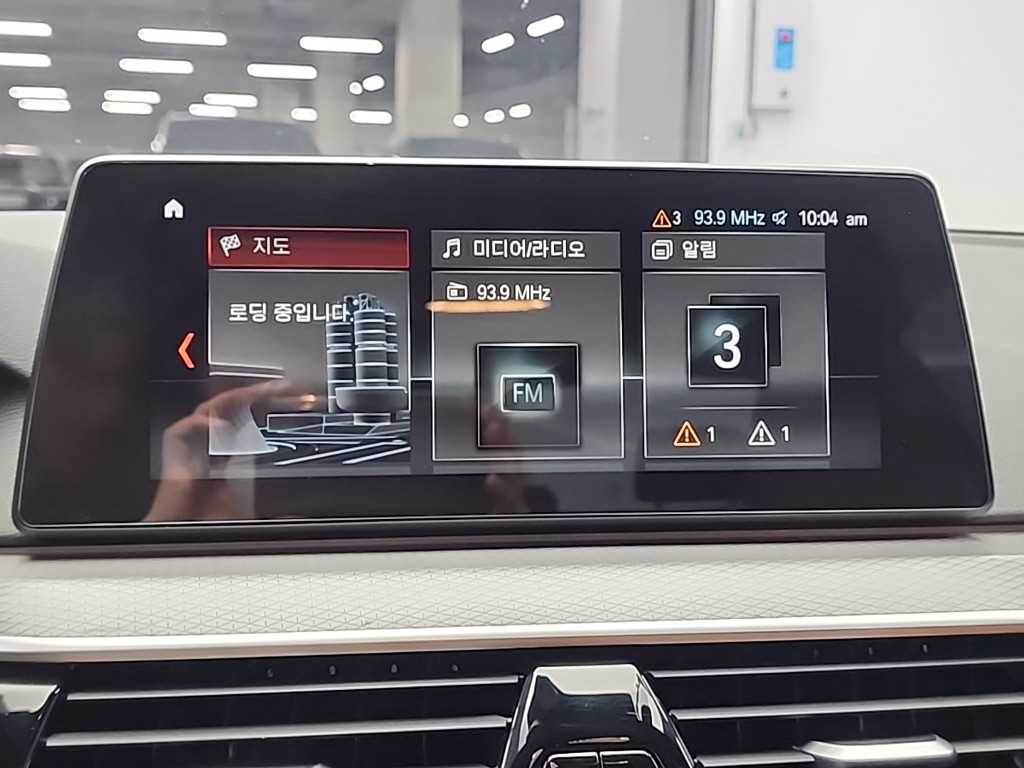 3 93.9 MHz 10:04 am
지도
미디어/라디오
알림
로딩 중입니다.
93.9 MHz
FM
3
1 1